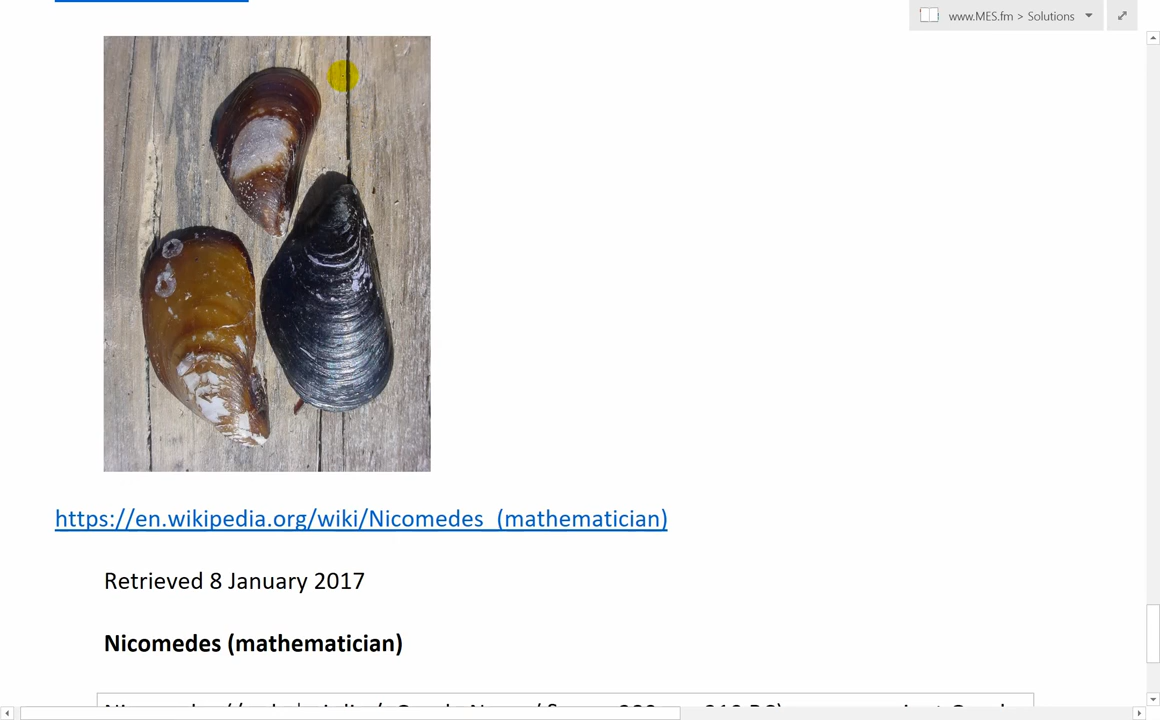 www.MES.fm > Solutions
https://en.wikipedia.org/wiki/Nicomedes_(mathematician)
Retrieved 8 January 2017
Nicomedes (mathematician)